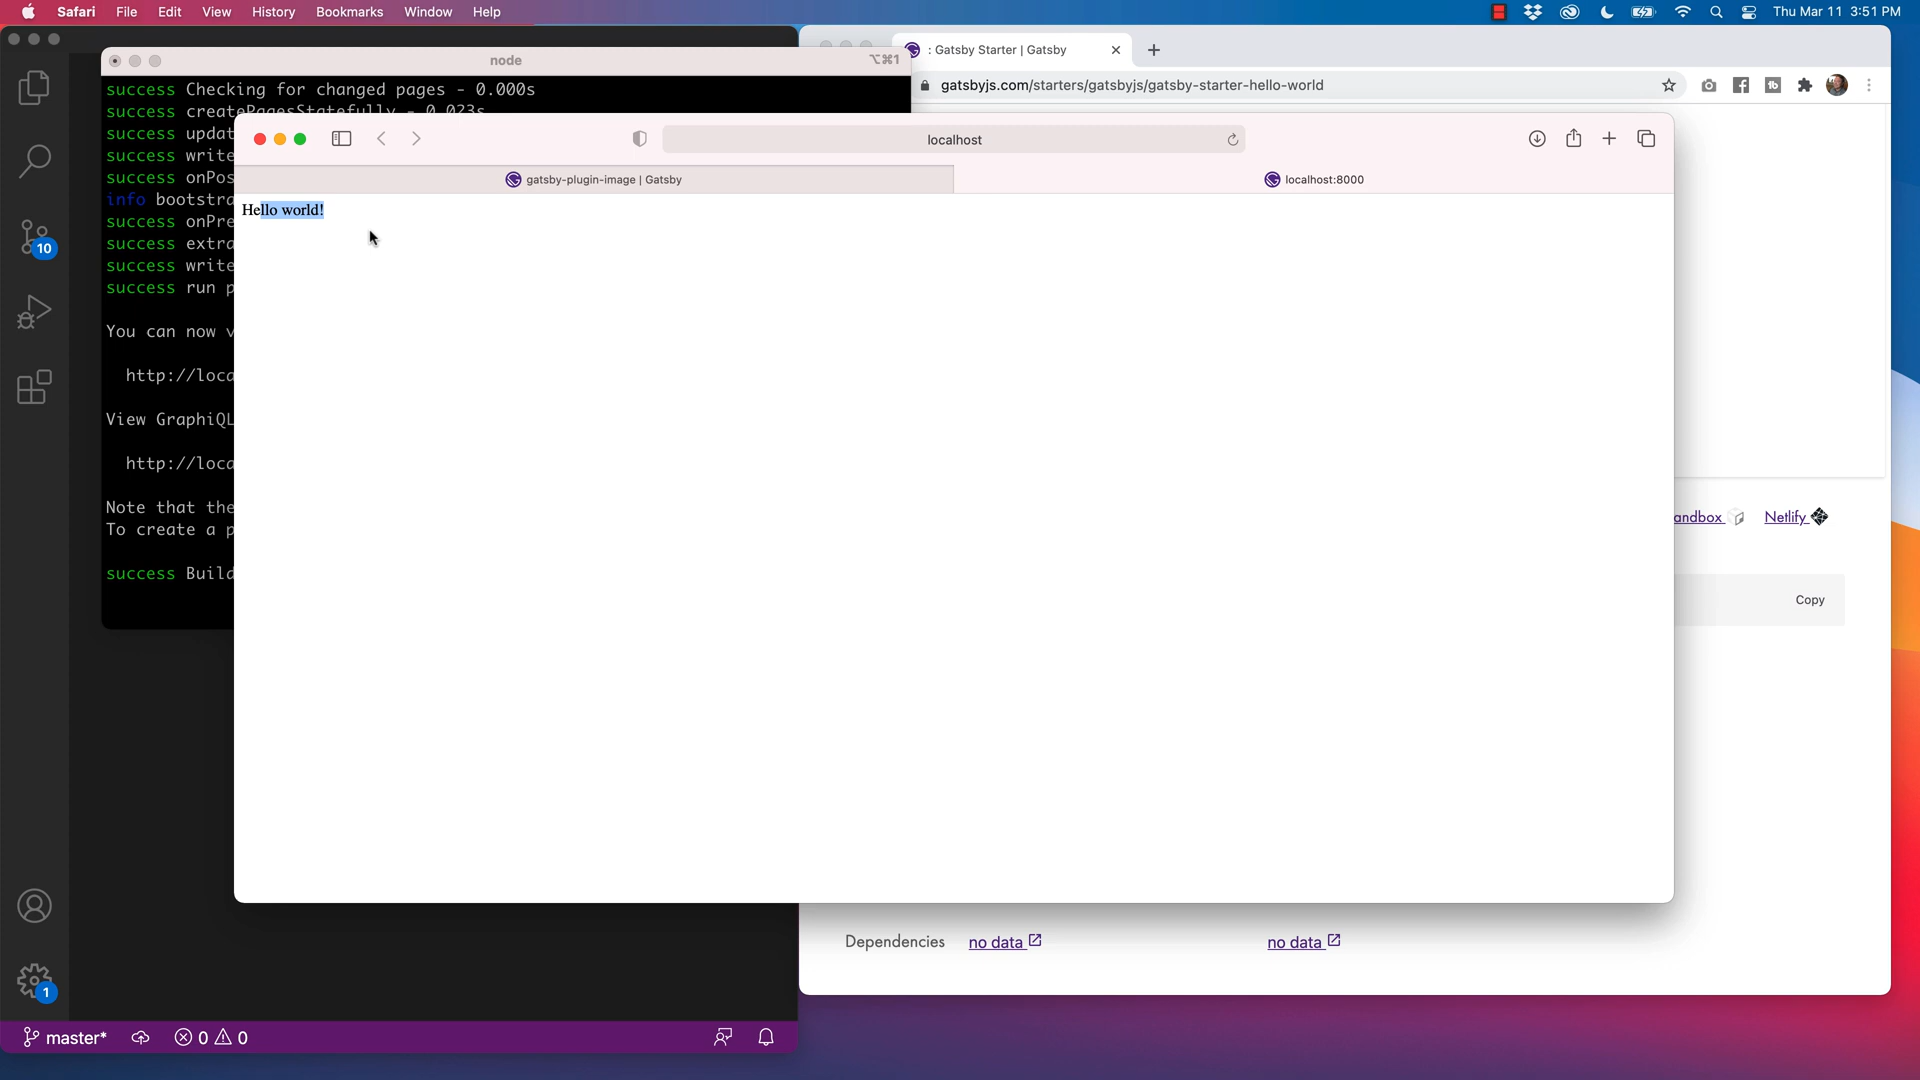 Safari File Edit View History Bookmarks Window Help
Thu Mar 11 3:51 PM
node
⌥⌘1
: Gatsby Starter | Gatsby
gatsbyjs.com/starters/gatsbyjs/gatsby-starter-hello-world
success Checking for changed pages - 0.000s
success createPagesStatefully - 0.023s
success updat
success write
success onPos
info bootstra
success onPre
success extra
success write
success run p
You can now v
http://loca
View GraphiQL
http://loca
Note that the
To create a p
success Build
localhost
gatsby-plugin-image | Gatsby
localhost:8000
Hello world!
10
andbox
Netlify
Copy
Dependencies
no data
no data
1
master*
0
0